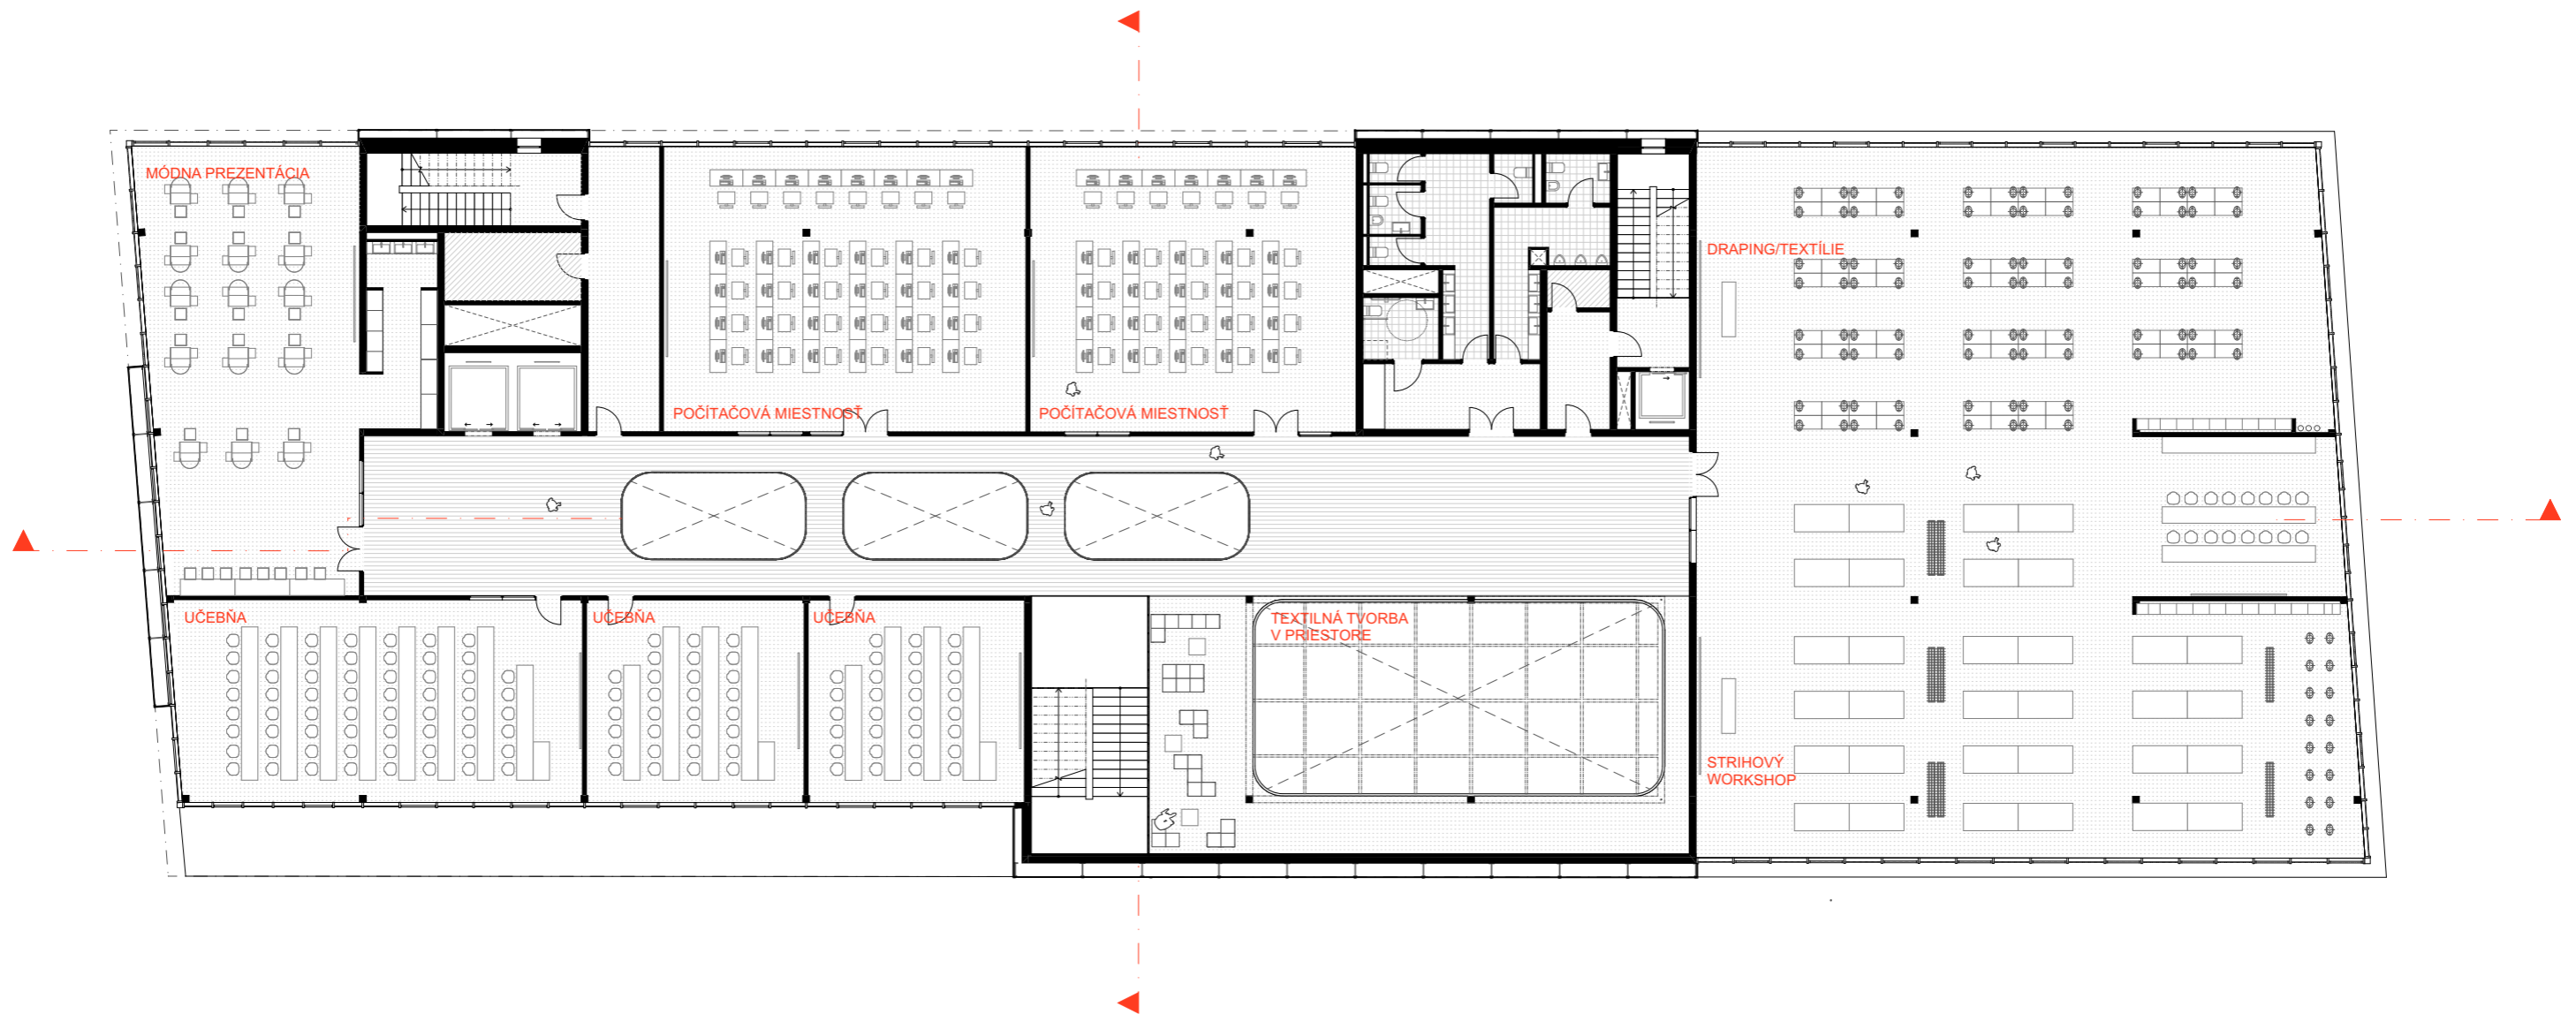 MÓDNA PREZENTÁCIA
DRAPING/TEXTÍLIE
POČÍTAČOVÁ MIESTNOSŤ
POČÍTAČOVÁ MIESTNOSŤ
UČEBŇA
UČEBŇA
UČEBŇA
TEXTILNÁ TVORBA
V PRIESTORE
STRIHOVÝ
WORKSHOP